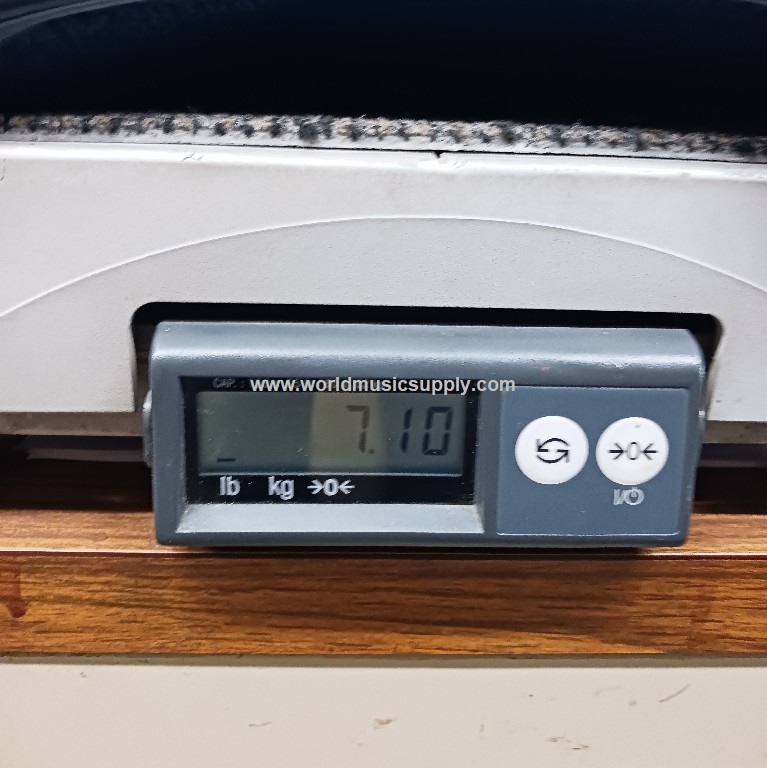 CAP.:
www.worldmusicsupply.com
7.10
lb kg →0←
→0←
I/⏻